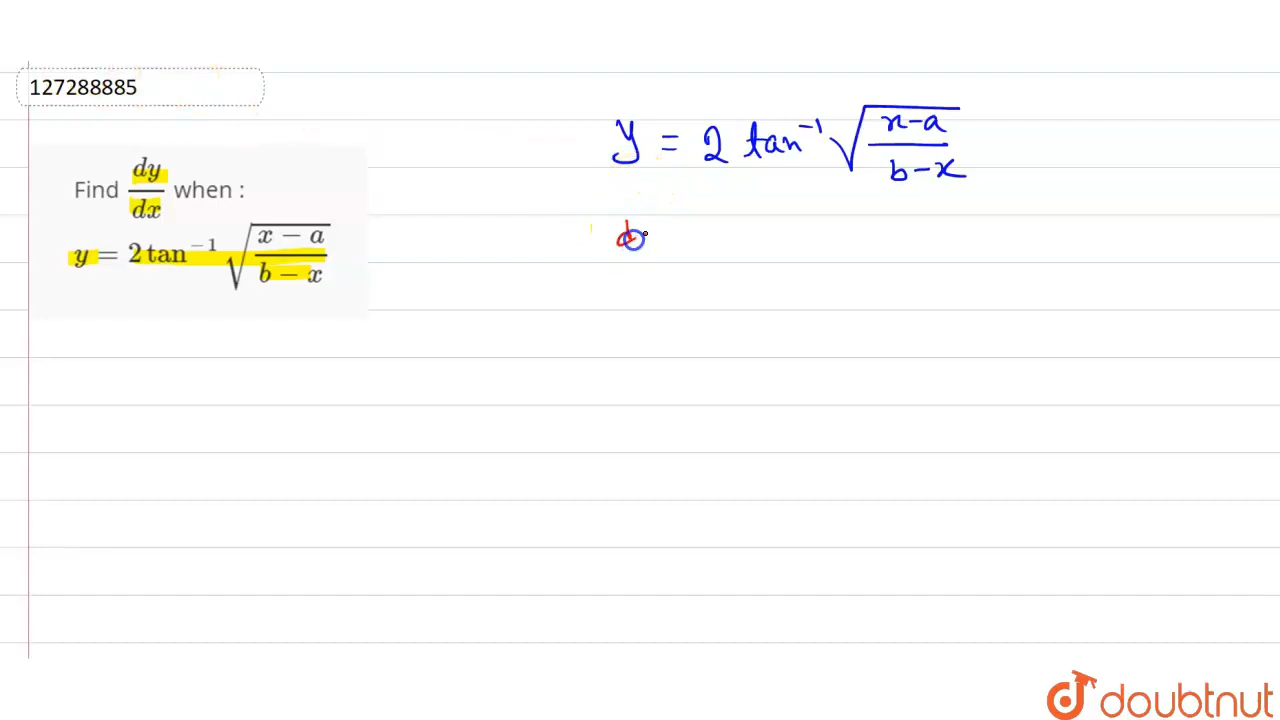 127288885
Find dy/dx when :
y = 2 tan⁻¹ √((x − a)/(b − x))
y = 2 tan⁻¹ √((x−a)/(b−x))
d
doubtnut